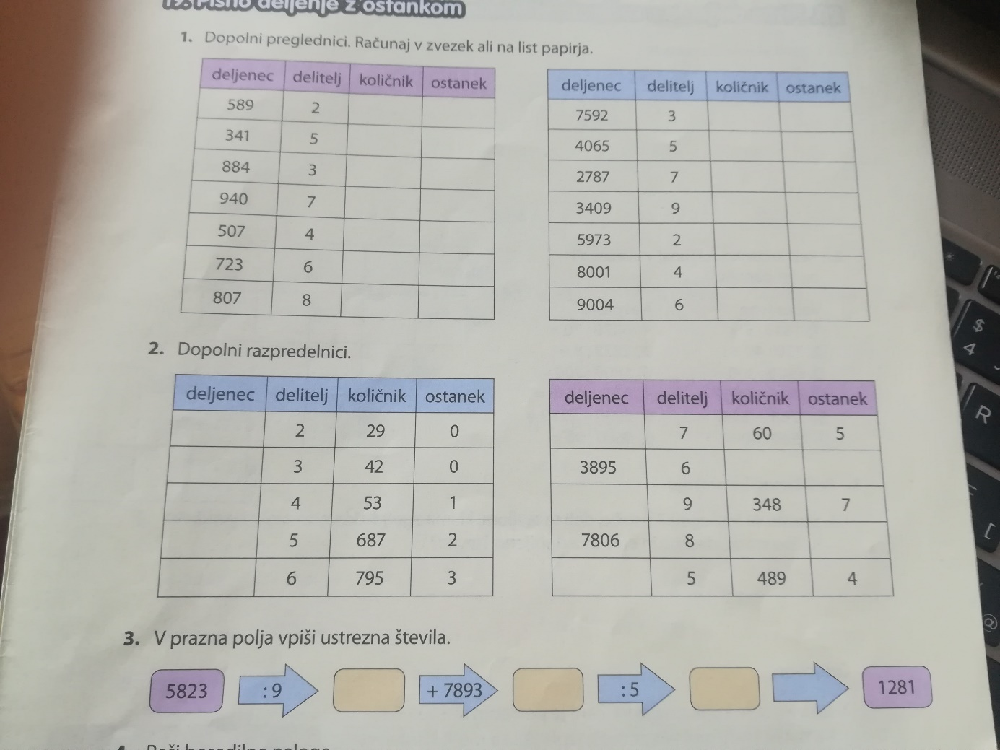 19. Pisno deljenje z ostankom
1. Dopolni preglednici. Računaj v zvezek ali na list papirja.
deljenec delitelj količnik ostanek
589 2
341 5
884 3
940 7
507 4
723 6
807 8
deljenec delitelj količnik ostanek
7592 3
4065 5
2787 7
3409 9
5973 2
8001 4
9004 6
2. Dopolni razpredelnici.
deljenec delitelj količnik ostanek
2 29 0
3 42 0
4 53 1
5 687 2
6 795 3
deljenec delitelj količnik ostanek
7 60 5
3895 6
9 348 7
7806 8
5 489 4
3. V prazna polja vpiši ustrezna števila.
5823 : 9 + 7893 : 5 1281
$
4
R
[
@